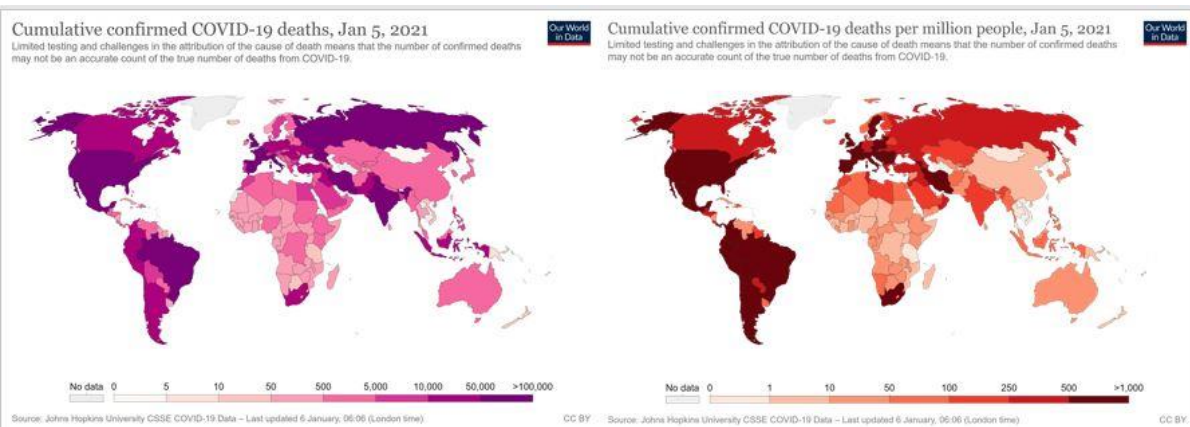 Cumulative confirmed COVID-19 deaths, Jan 5, 2021
Limited testing and challenges in the attribution of the cause of death means that the number of confirmed deaths
may not be an accurate count of the true number of deaths from COVID-19.
Our World
in Data
No data 0 5 10 50 500 5,000 10,000 50,000 >100,000
Source: Johns Hopkins University CSSE COVID-19 Data – Last updated 6 January, 06:06 (London time)
CC BY
Cumulative confirmed COVID-19 deaths per million people, Jan 5, 2021
Limited testing and challenges in the attribution of the cause of death means that the number of confirmed deaths
may not be an accurate count of the true number of deaths from COVID-19.
Our World
in Data
No data 0 1 10 50 100 250 500 >1,000
Source: Johns Hopkins University CSSE COVID-19 Data – Last updated 6 January, 06:06 (London time)
CC BY